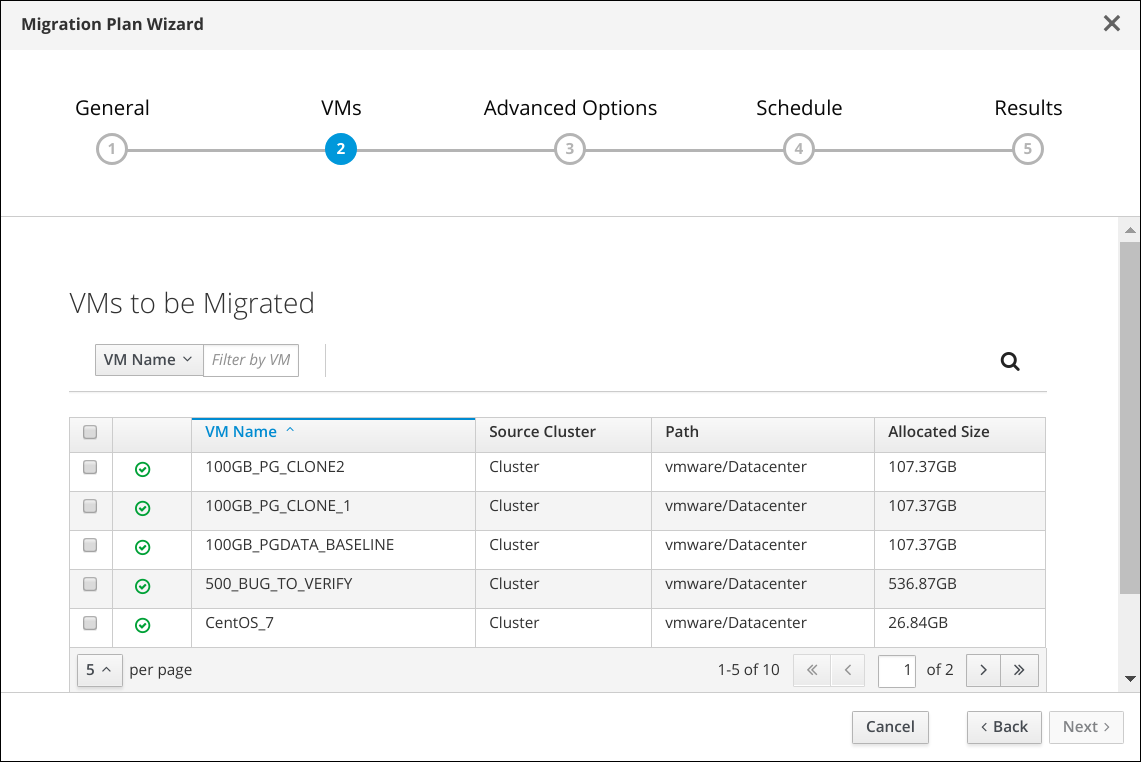 Migration Plan Wizard
General VMs Advanced Options Schedule Results
1 2 3 4 5
VMs to be Migrated
VM Name Filter by VM
VM Name Source Cluster Path Allocated Size
100GB_PG_CLONE2 Cluster vmware/Datacenter 107.37GB
100GB_PG_CLONE_1 Cluster vmware/Datacenter 107.37GB
100GB_PGDATA_BASELINE Cluster vmware/Datacenter 107.37GB
500_BUG_TO_VERIFY Cluster vmware/Datacenter 536.87GB
CentOS_7 Cluster vmware/Datacenter 26.84GB
5 per page 1-5 of 10 « ‹ 1 of 2 › »
Cancel ‹ Back Next ›